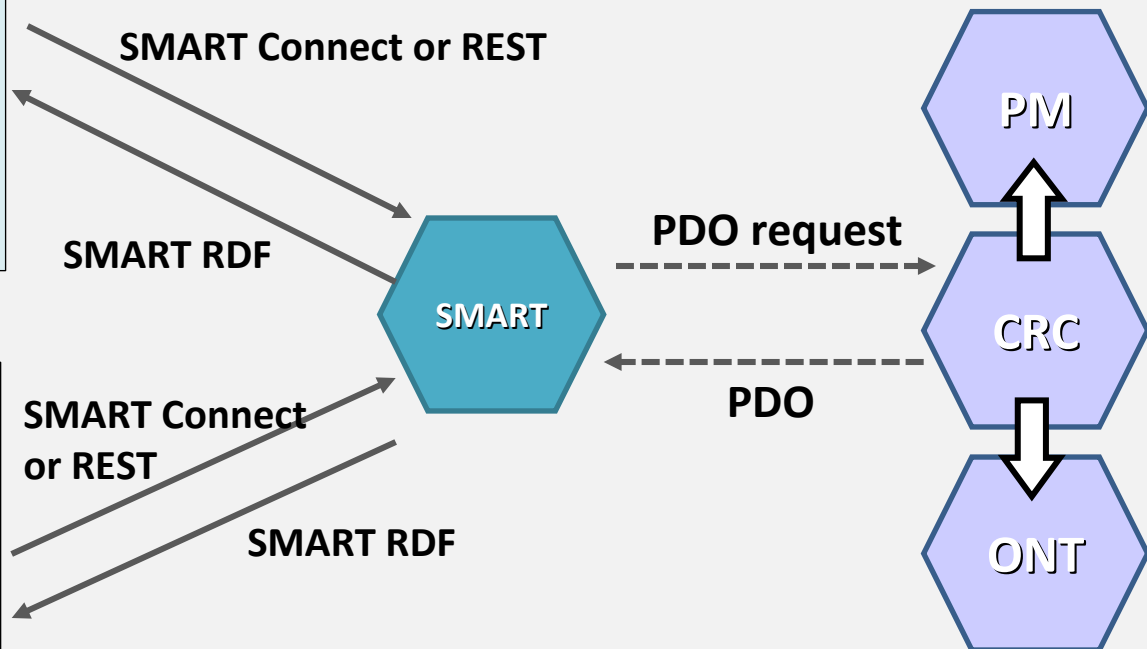 SMART Connect or REST
PM
SMART RDF
PDO request
SMART
CRC
PDO
SMART Connect
or REST
SMART RDF
ONT